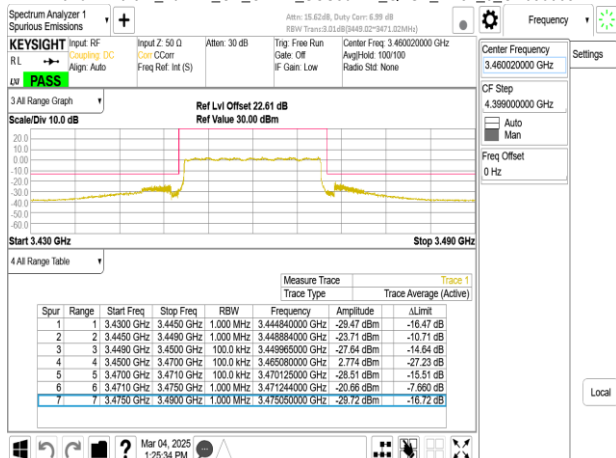 Spectrum Analyzer 1
Spurious Emissions
Attn: 15.62dB, Duty Corr: 6.99 dB
RBW Trans:3.01dB(3449.02~3471.02MHz)
Frequency
KEYSIGHT
RL
LXI
PASS
Input: RF
Coupling: DC
Align: Auto
Input Z: 50 Ω
Corr CCorr
Freq Ref: Int (S)
Atten: 30 dB
Trig: Free Run
Gate: Off
IF Gain: Low
Center Freq: 3.460020000 GHz
Avg|Hold: 100/100
Radio Std: None
Center Frequency
3.460020000 GHz
Settings
CF Step
4.399000000 GHz
Auto
Man
Freq Offset
0 Hz
Local
3 All Range Graph
Scale/Div 10.0 dB
Ref Lvl Offset 22.61 dB
Ref Value 30.00 dBm
20.0
10.0
0.00
-10.0
-20.0
-30.0
-40.0
-50.0
-60.0
Start 3.430 GHz
Stop 3.490 GHz
4 All Range Table
Measure Trace Trace 1
Trace Type Trace Average (Active)
Spur Range Start Freq Stop Freq RBW Frequency Amplitude ΔLimit
1 1 3.4300 GHz 3.4450 GHz 1.000 MHz 3.444840000 GHz -29.47 dBm -16.47 dB
2 2 3.4450 GHz 3.4490 GHz 1.000 MHz 3.448884000 GHz -23.71 dBm -10.71 dB
3 3 3.4490 GHz 3.4500 GHz 100.0 kHz 3.449965000 GHz -27.64 dBm -14.64 dB
4 4 3.4500 GHz 3.4700 GHz 100.0 kHz 3.465080000 GHz 2.774 dBm -27.23 dB
5 5 3.4700 GHz 3.4710 GHz 100.0 kHz 3.470125000 GHz -28.51 dBm -15.51 dB
6 6 3.4710 GHz 3.4750 GHz 1.000 MHz 3.471244000 GHz -20.66 dBm -7.660 dB
7 7 3.4750 GHz 3.4900 GHz 1.000 MHz 3.475050000 GHz -29.72 dBm -16.72 dB
Mar 04, 2025
1:25:34 PM